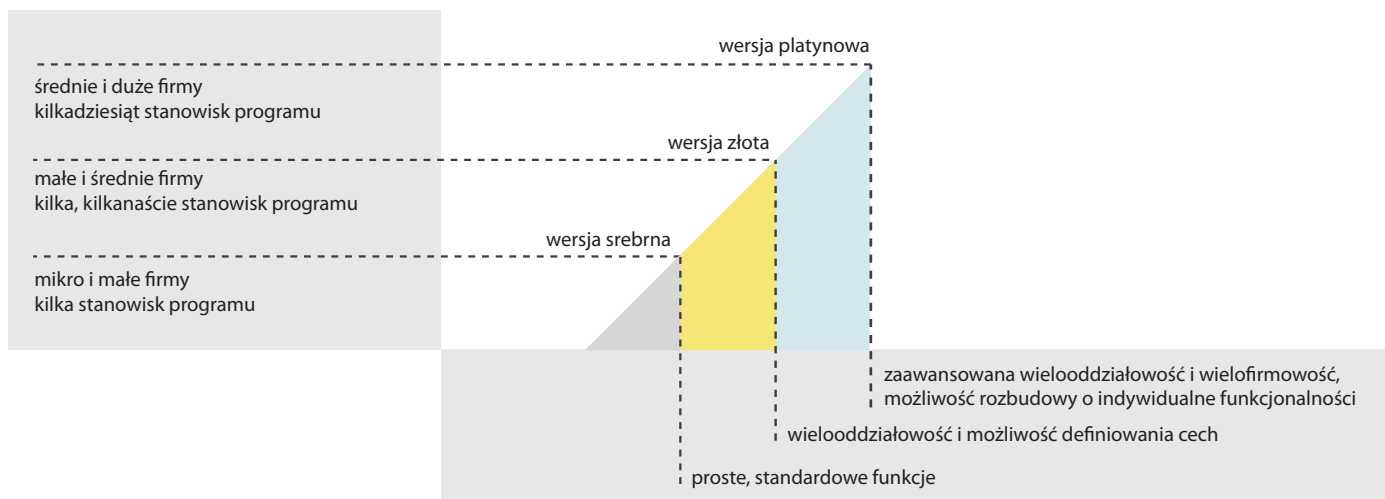 wersja platynowa
średnie i duże firmy
kilkadziesiąt stanowisk programu
wersja złota
małe i średnie firmy
kilka, kilkanaście stanowisk programu
wersja srebrna
mikro i małe firmy
kilka stanowisk programu
zaawansowana wielooddziałowość i wielofirmowość,
możliwość rozbudowy o indywidualne funkcjonalności
wielooddziałowość i możliwość definiowania cech
proste, standardowe funkcje